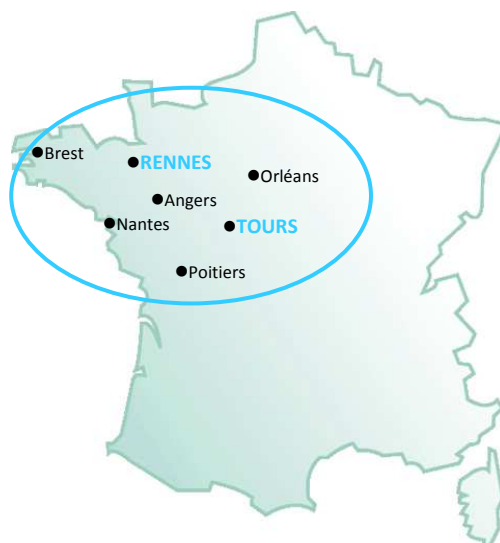 Brest
RENNES
Orléans
Angers
Nantes
TOURS
Poitiers